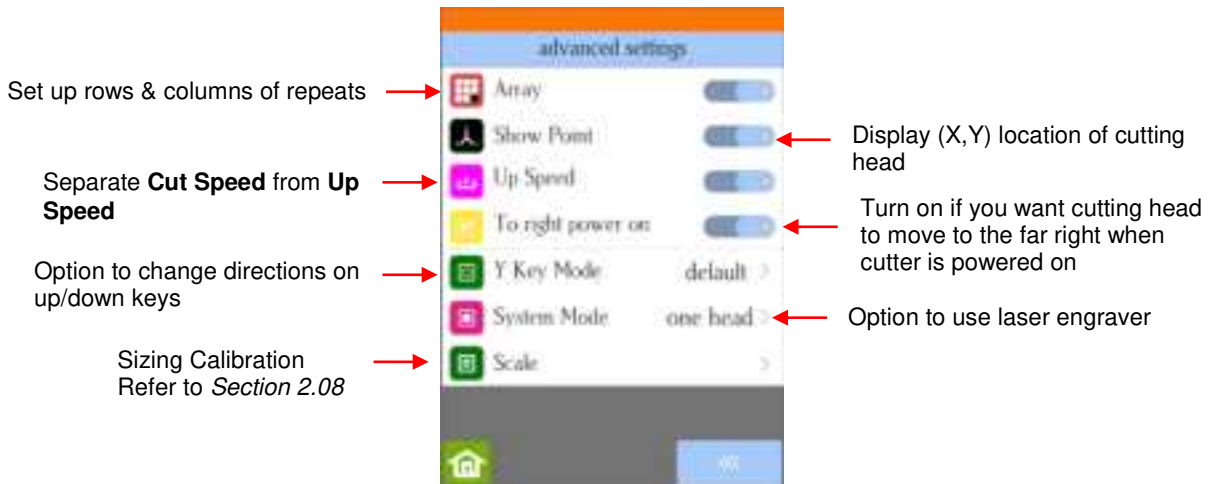 advanced settings
Set up rows & columns of repeats
Array
Show Point
Display (X,Y) location of cutting
head
Separate Cut Speed from Up
Speed
Up Speed
To right power on
Turn on if you want cutting head
to move to the far right when
cutter is powered on
Option to change directions on
up/down keys
Y Key Mode default >
System Mode one head >
Option to use laser engraver
Sizing Calibration
Refer to Section 2.08
Scale >